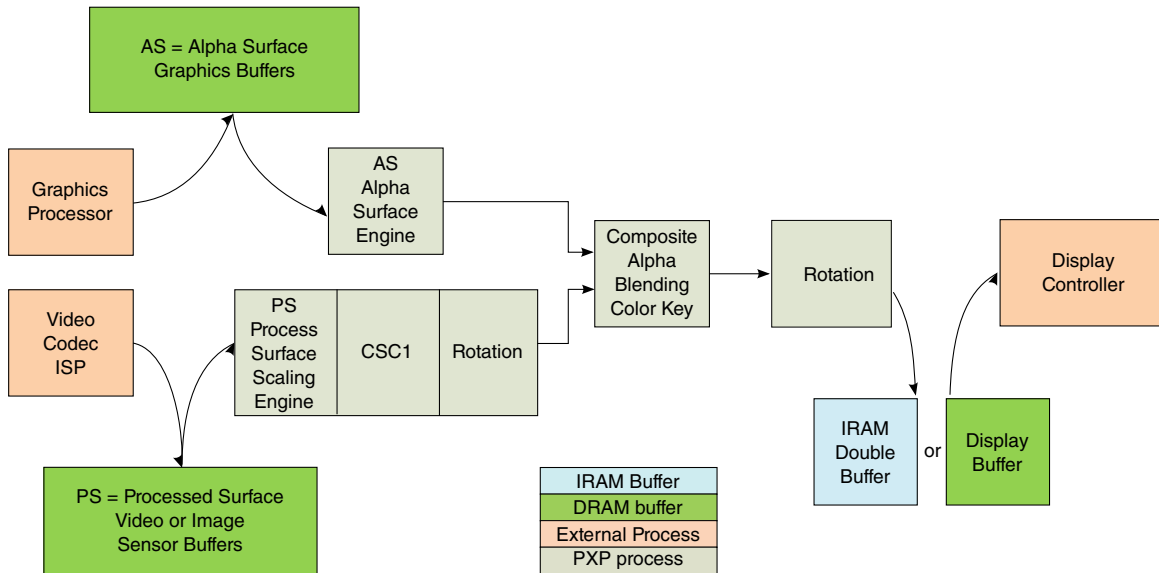 AS = Alpha Surface
Graphics Buffers
Graphics
Processor
AS
Alpha
Surface
Engine
Composite
Alpha
Blending
Color Key
Rotation
Display
Controller
Video
Codec
ISP
PS
Process
Surface
Scaling
Engine
CSC1
Rotation
IRAM
Double
Buffer
or
Display
Buffer
PS = Processed Surface
Video or Image
Sensor Buffers
IRAM Buffer
DRAM buffer
External Process
PXP process